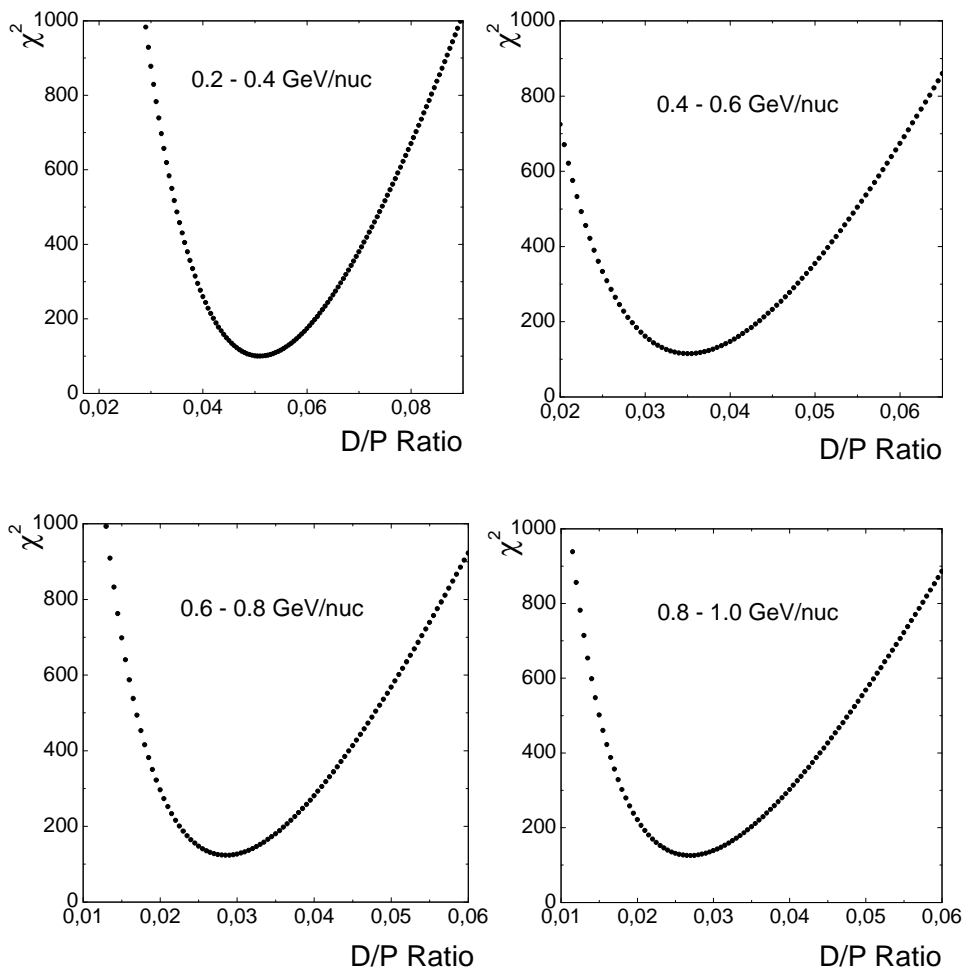 χ²
1000
800
600
400
200
0
0.2 - 0.4 GeV/nuc
0,02 0,04 0,06 0,08
D/P Ratio
χ²
1000
800
600
400
200
0
0.4 - 0.6 GeV/nuc
0,02 0,03 0,04 0,05 0,06
D/P Ratio
χ²
1000
800
600
400
200
0
0.6 - 0.8 GeV/nuc
0,01 0,02 0,03 0,04 0,05 0,06
D/P Ratio
χ²
1000
800
600
400
200
0
0.8 - 1.0 GeV/nuc
0,01 0,02 0,03 0,04 0,05 0,06
D/P Ratio